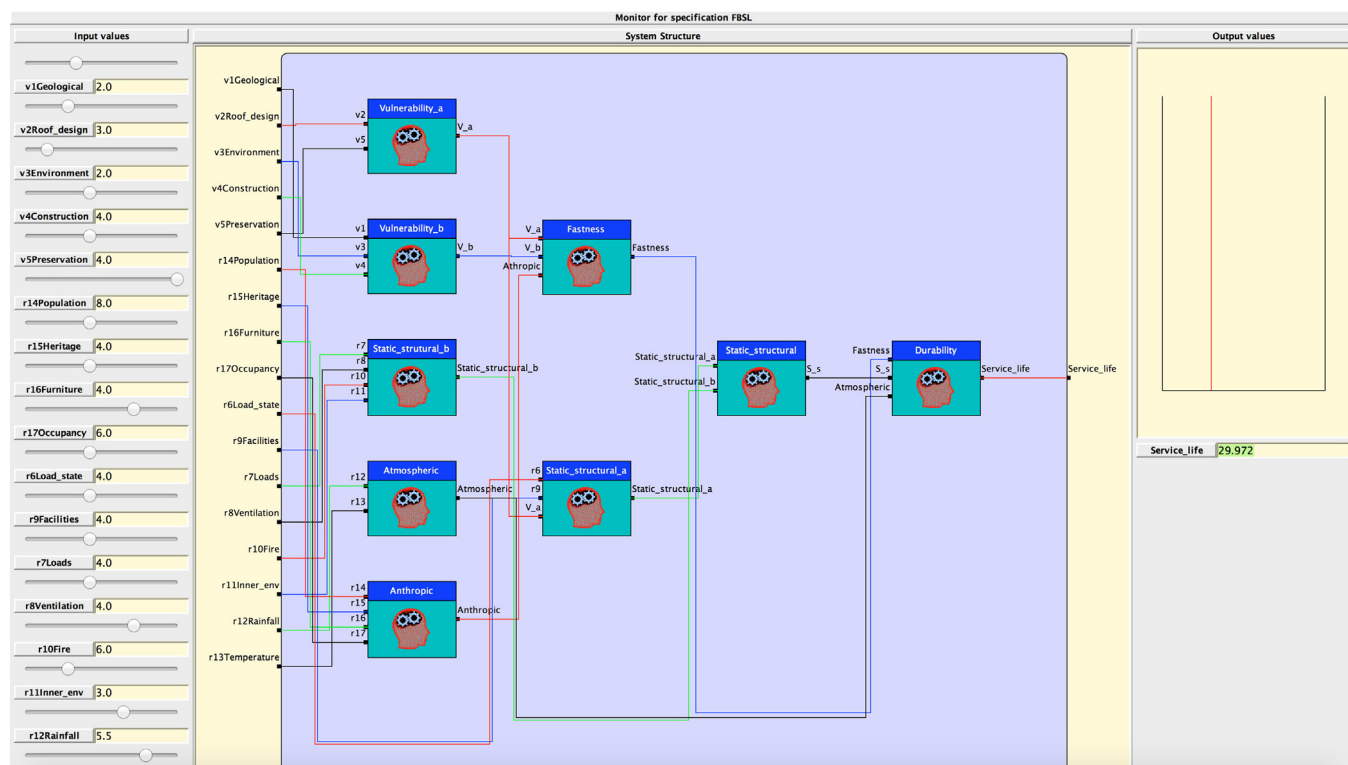 Monitor for specification FBSL
Input values
System Structure
Output values
v1Geological 2.0
v2Roof_design 3.0
v3Environment 2.0
v4Construction 4.0
v5Preservation 4.0
r14Population 8.0
r15Heritage 4.0
r16Furniture 4.0
r17Occupancy 6.0
r6Load_state 4.0
r9Facilities 4.0
r7Loads 4.0
r8Ventilation 4.0
r10Fire 6.0
r11Inner_env 3.0
r12Rainfall 5.5
v1Geological
v2Roof_design
v3Environment
v4Construction
v5Preservation
r14Population
r15Heritage
r16Furniture
r17Occupancy
r6Load_state
r9Facilities
r7Loads
r8Ventilation
r10Fire
r11Inner_env
r12Rainfall
r13Temperature
Vulnerability_a
v2
v5
V_a
Vulnerability_b
v1
v3
v4
V_b
Static_strutural_b
r7
r8
r10
r11
Static_structural_b
Atmospheric
r12
r13
Atmospheric
Anthropic
r14
r15
r16
r17
Anthropic
Fastness
V_a
V_b
Athropic
Fastness
Static_structural_a
r6
r9
V_a
Static_structural_a
Static_structural
Static_structural_a
Static_structural_b
S_s
Durability
Fastness
S_s
Atmospheric
Service_life
Service_life
Service_life 29.972